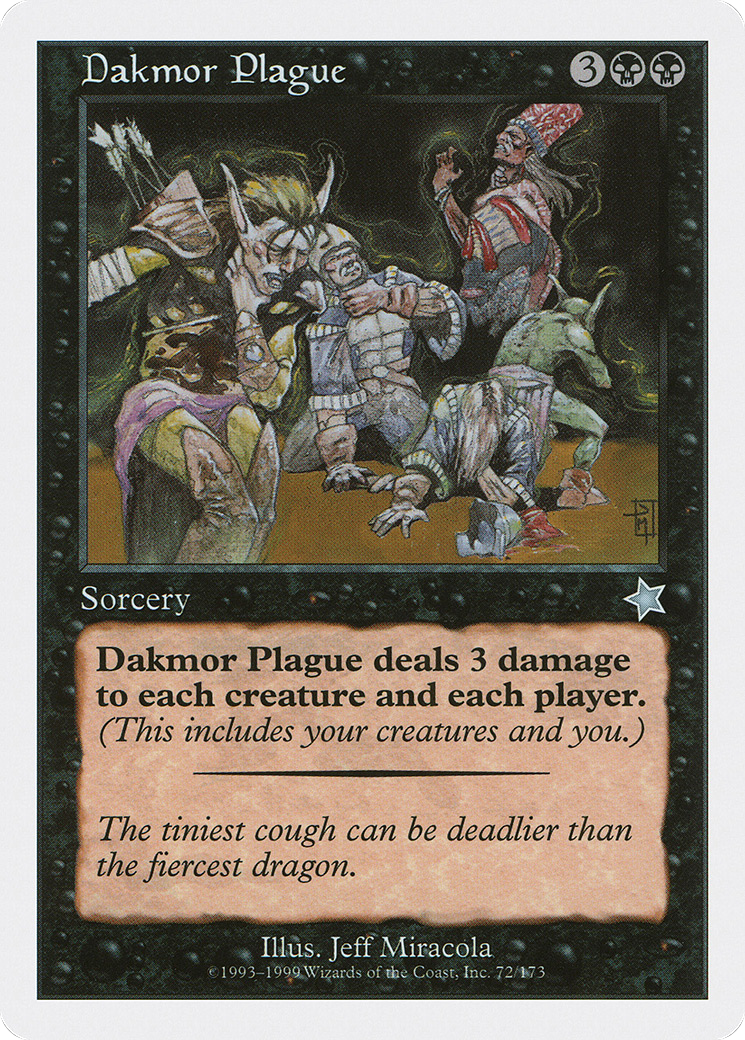 Dakmor Plague
3
Sorcery
Dakmor Plague deals 3 damage
to each creature and each player.
(This includes your creatures and you.)
The tiniest cough can be deadlier than
the fiercest dragon.
Illus. Jeff Miracola
©1993–1999 Wizards of the Coast, Inc. 72/173